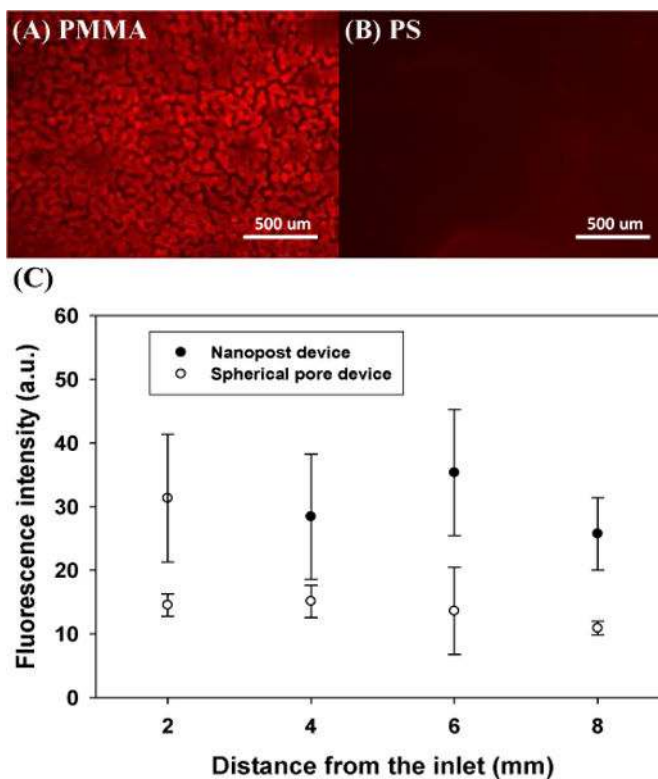 (A) PMMA
(B) PS
500 um
500 um
(C)
60
50
40
30
20
10
0
Nanopost device
Spherical pore device
Fluorescence intensity (a.u.)
2 4 6 8
Distance from the inlet (mm)